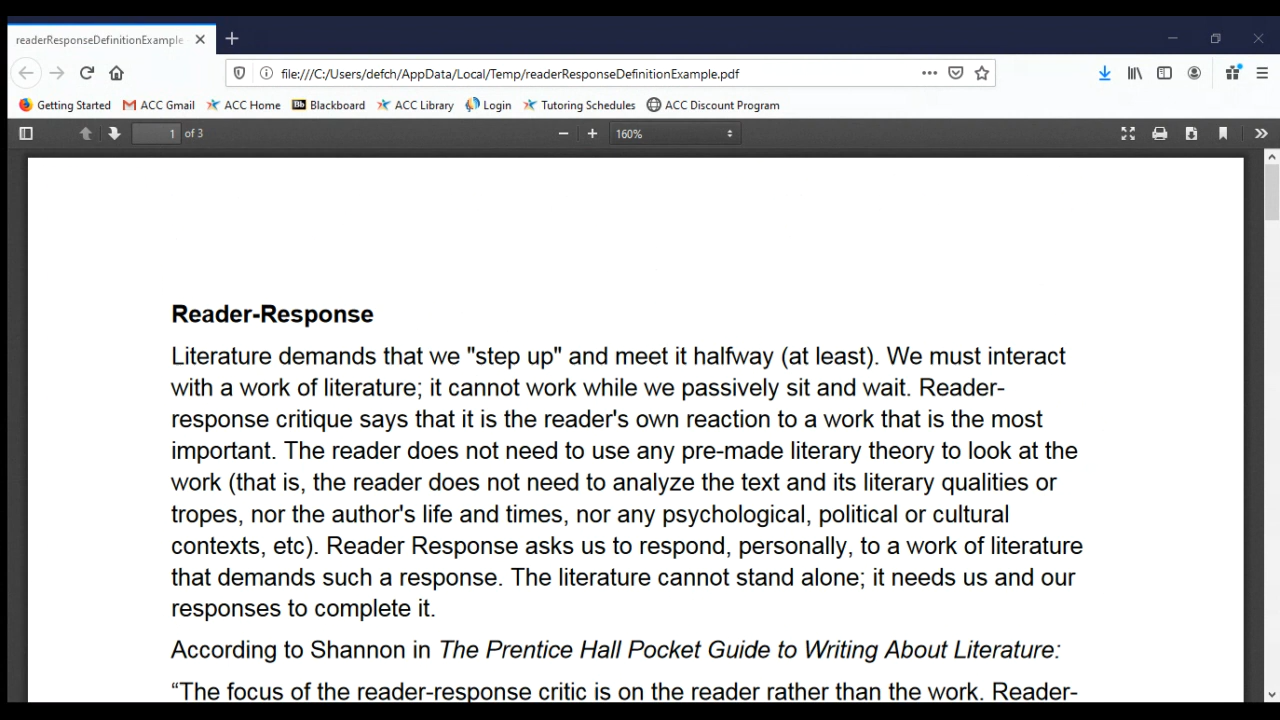 readerResponseDefinitionExample
file:///C:/Users/defch/AppData/Local/Temp/readerResponseDefinitionExample.pdf
Getting Started ACC Gmail ACC Home Bb Blackboard ACC Library Login Tutoring Schedules ACC Discount Program
1 of 3 160%
Reader-Response
Literature demands that we "step up" and meet it halfway (at least). We must interact
with a work of literature; it cannot work while we passively sit and wait. Reader-
response critique says that it is the reader's own reaction to a work that is the most
important. The reader does not need to use any pre-made literary theory to look at the
work (that is, the reader does not need to analyze the text and its literary qualities or
tropes, nor the author's life and times, nor any psychological, political or cultural
contexts, etc). Reader Response asks us to respond, personally, to a work of literature
that demands such a response. The literature cannot stand alone; it needs us and our
responses to complete it.
According to Shannon in The Prentice Hall Pocket Guide to Writing About Literature:
“The focus of the reader-response critic is on the reader rather than the work. Reader-